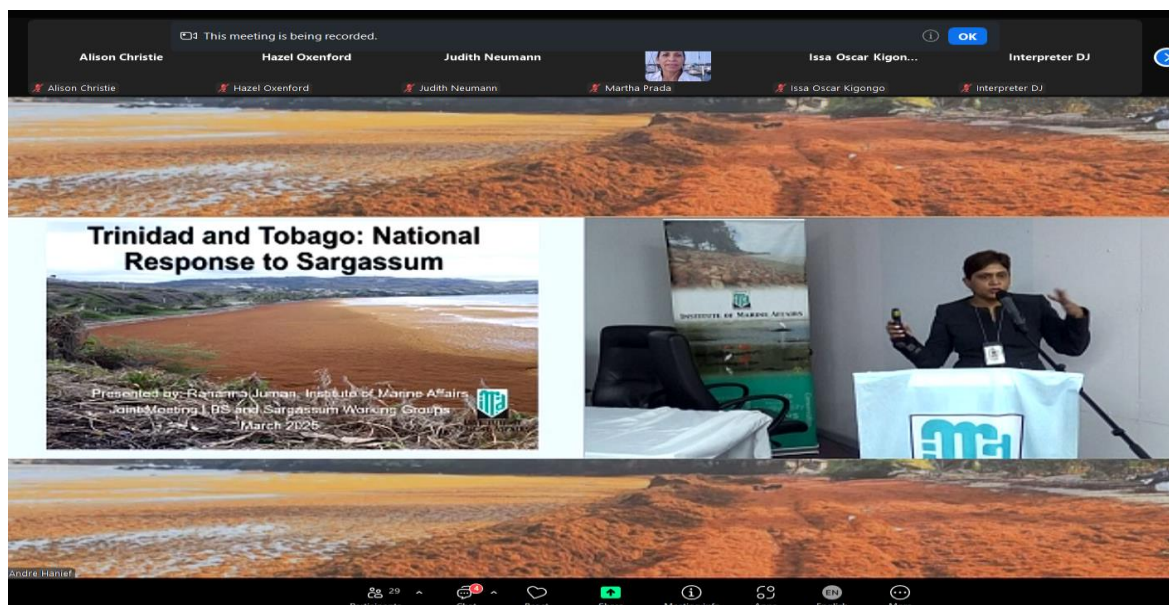 This meeting is being recorded.
OK
Alison Christie
Hazel Oxenford
Judith Neumann
Issa Oscar Kigon...
Interpreter DJ
Alison Christie
Hazel Oxenford
Judith Neumann
Martha Prada
Issa Oscar Kigongo
Interpreter DJ
Trinidad and Tobago: National
Response to Sargassum
Presented by: Rahanna Juman, Institute of Marine Affairs
Joint Meeting LBS and Sargassum Working Groups
March 2025
INSTITUTE OF MARINE AFFAIRS
Andre Hanief
29
4
EN